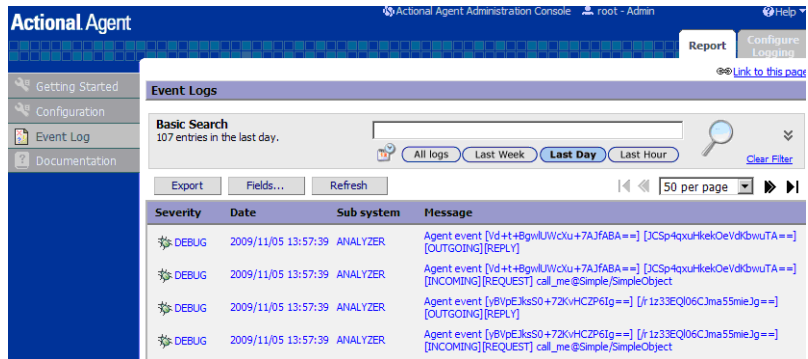 Actional Agent
Actional Agent Administration Console root - Admin
Help
Report
Configure Logging
Link to this page
Getting Started
Configuration
Event Log
Documentation
Event Logs
Basic Search
107 entries in the last day.
All logs Last Week Last Day Last Hour
Clear Filter
Export Fields... Refresh
50 per page
Severity Date Sub system Message
DEBUG 2009/11/05 13:57:39 ANALYZER Agent event [Vd+t+BgwlUWcXu+7AJfABA==] [JCSp4qxuHkekOeVdKbwuTA==]
[OUTGOING][REPLY]
DEBUG 2009/11/05 13:57:39 ANALYZER Agent event [Vd+t+BgwlUWcXu+7AJfABA==] [JCSp4qxuHkekOeVdKbwuTA==]
[INCOMING][REQUEST] call_me@Simple/SimpleObject
DEBUG 2009/11/05 13:57:39 ANALYZER Agent event [yBVpEJksS0+72KvHCZP6Ig==] [/r1z33EQl06CJma55mieJg==]
[OUTGOING][REPLY]
DEBUG 2009/11/05 13:57:39 ANALYZER Agent event [yBVpEJksS0+72KvHCZP6Ig==] [/r1z33EQl06CJma55mieJg==]
[INCOMING][REQUEST] call_me@Simple/SimpleObject